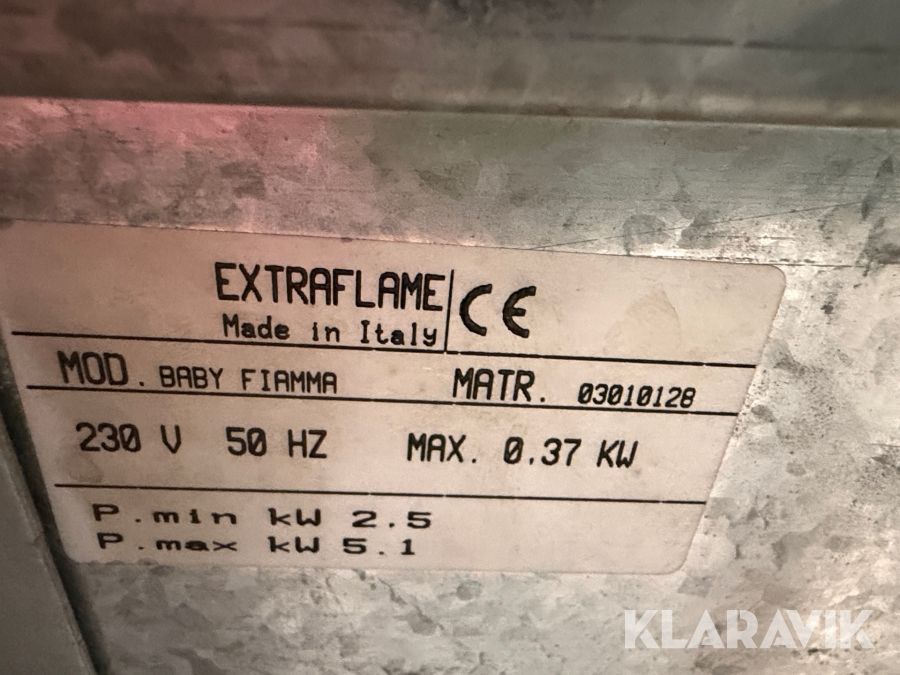 EXTRAFLAME CE
Made in Italy
MOD. BABY FIAMMA MATR. 03010128
230 V 50 HZ MAX. 0.37 KW
P.min kW 2.5
P.max kW 5.1
KLARAVIK